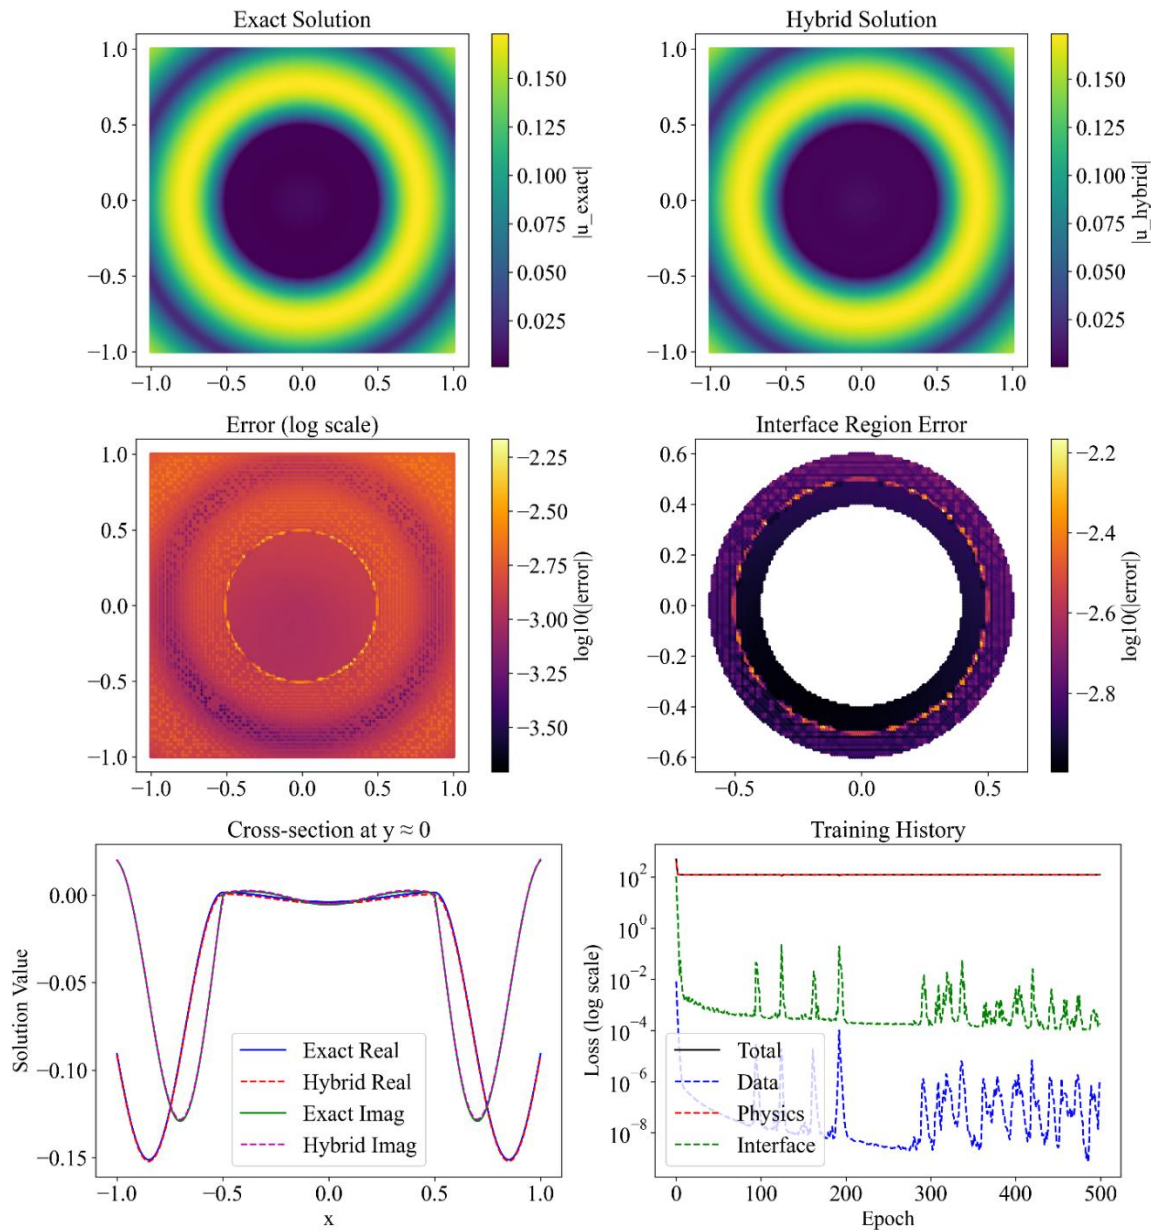 Exact Solution
1.0
0.5
0.0
−0.5
−1.0
−1.0 −0.5 0.0 0.5 1.0
0.150
0.125
0.100
0.075
0.050
0.025
|u_exact|
Hybrid Solution
1.0
0.5
0.0
−0.5
−1.0
−1.0 −0.5 0.0 0.5 1.0
0.150
0.125
0.100
0.075
0.050
0.025
|u_hybrid|
Error (log scale)
1.0
0.5
0.0
−0.5
−1.0
−1.0 −0.5 0.0 0.5 1.0
−2.25
−2.50
−2.75
−3.00
−3.25
−3.50
log10(|error|)
Interface Region Error
0.6
0.4
0.2
0.0
−0.2
−0.4
−0.6
−0.5 0.0 0.5
−2.2
−2.4
−2.6
−2.8
log10(|error|)
Cross-section at y ≈ 0
Solution Value
0.00
−0.05
−0.10
−0.15
−1.0 −0.5 0.0 0.5 1.0
x
Exact Real
Hybrid Real
Exact Imag
Hybrid Imag
Training History
Loss (log scale)
10²
10⁰
10⁻²
10⁻⁴
10⁻⁶
10⁻⁸
0 100 200 300 400 500
Epoch
Total
Data
Physics
Interface